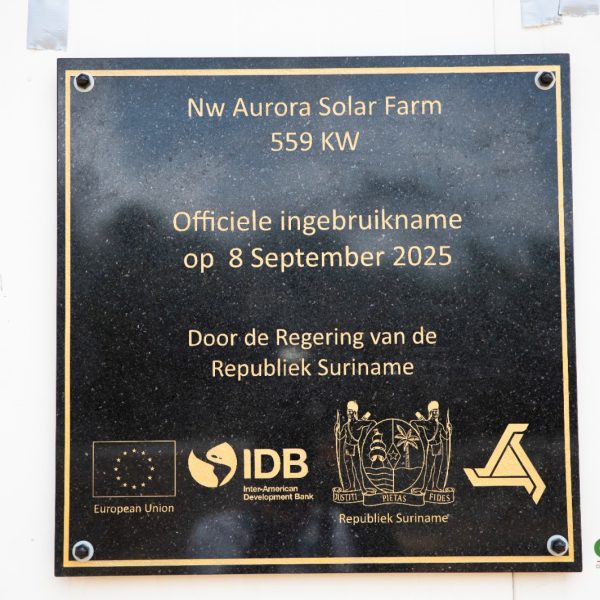 Nw Aurora Solar Farm
559 KW
Officiele ingebruikname
op 8 September 2025
Door de Regering van de
Republiek Suriname
European Union
IDB
Inter-American
Development Bank
JUSTITIA PIETAS FIDES
Republiek Suriname